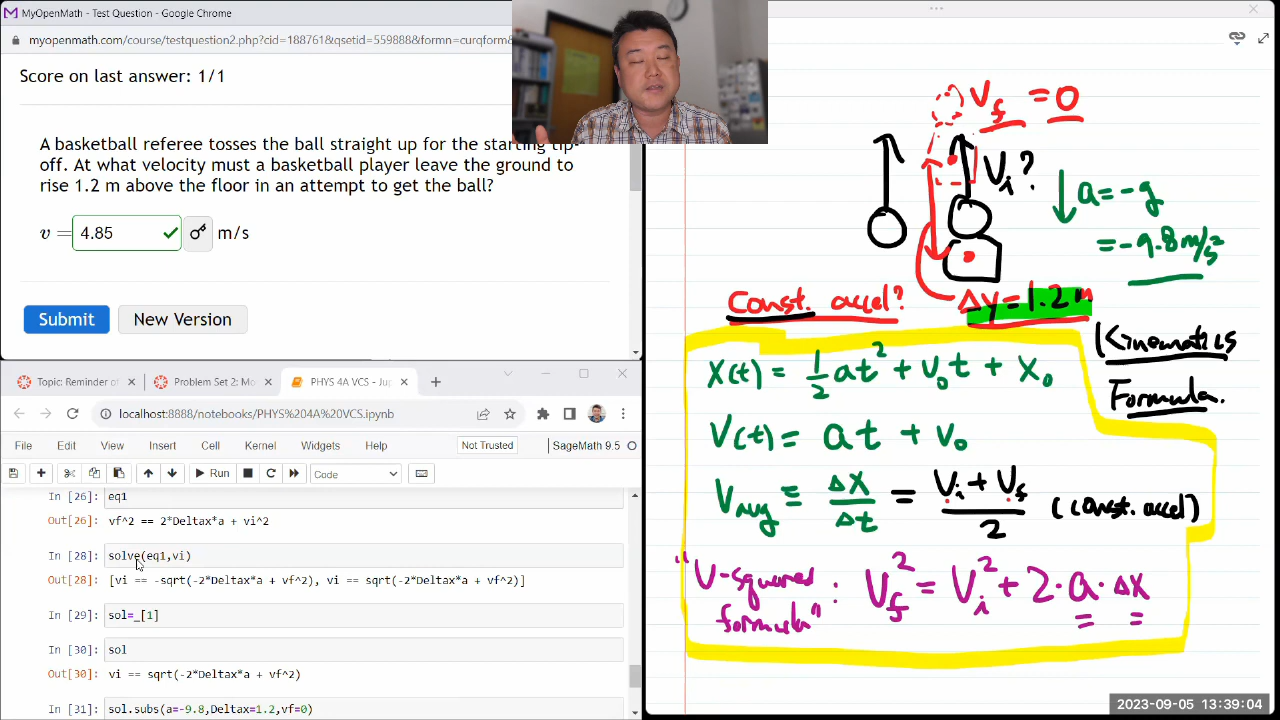 MyOpenMath - Test Question - Google Chrome
myopenmath.com/course/testquestion2.php?cid=188761&qsetid=559888&formn=curqform&
Score on last answer: 1/1
A basketball referee tosses the ball straight up for the starting tip-
off. At what velocity must a basketball player leave the ground to
rise 1.2 m above the floor in an attempt to get the ball?
v = 4.85 m/s
Submit New Version
PHYS 4A VCS - Ju
localhost:8888/notebooks/PHYS%204A%20VCS.ipynb
File Edit View Kernel Widgets Help Not Trusted SageMath 9.5
Run Code
In [26]: eq1
Out[26]: vf^2 == 2*Deltax*a + vi^2
In [28]: solve(eq1,vi)
Out[28]: [vi == -sqrt(-2*Deltax*a + vf^2), vi == sqrt(-2*Deltax*a + vf^2)]
In [29]: sol=_[1]
In [30]: sol
Out[30]: vi == sqrt(-2*Deltax*a + vf^2)
In [31]: sol.subs(a=-9.8,Deltax=1.2,vf=0)
Vf = 0
Vi?
a = -g
= -9.8 m/s²
Const. accel? Δy = 1.2 m
Kinematics
Formula.
X(t) = 1/2 at² + V₀t + X₀
V(t) = at + V₀
Vavg ≡ ΔX/Δt = (Vi + Vf)/2 (const. accel)
"V-squared
formula" : Vf² = Vi² + 2·a·Δx
2023-09-05 13:39:04